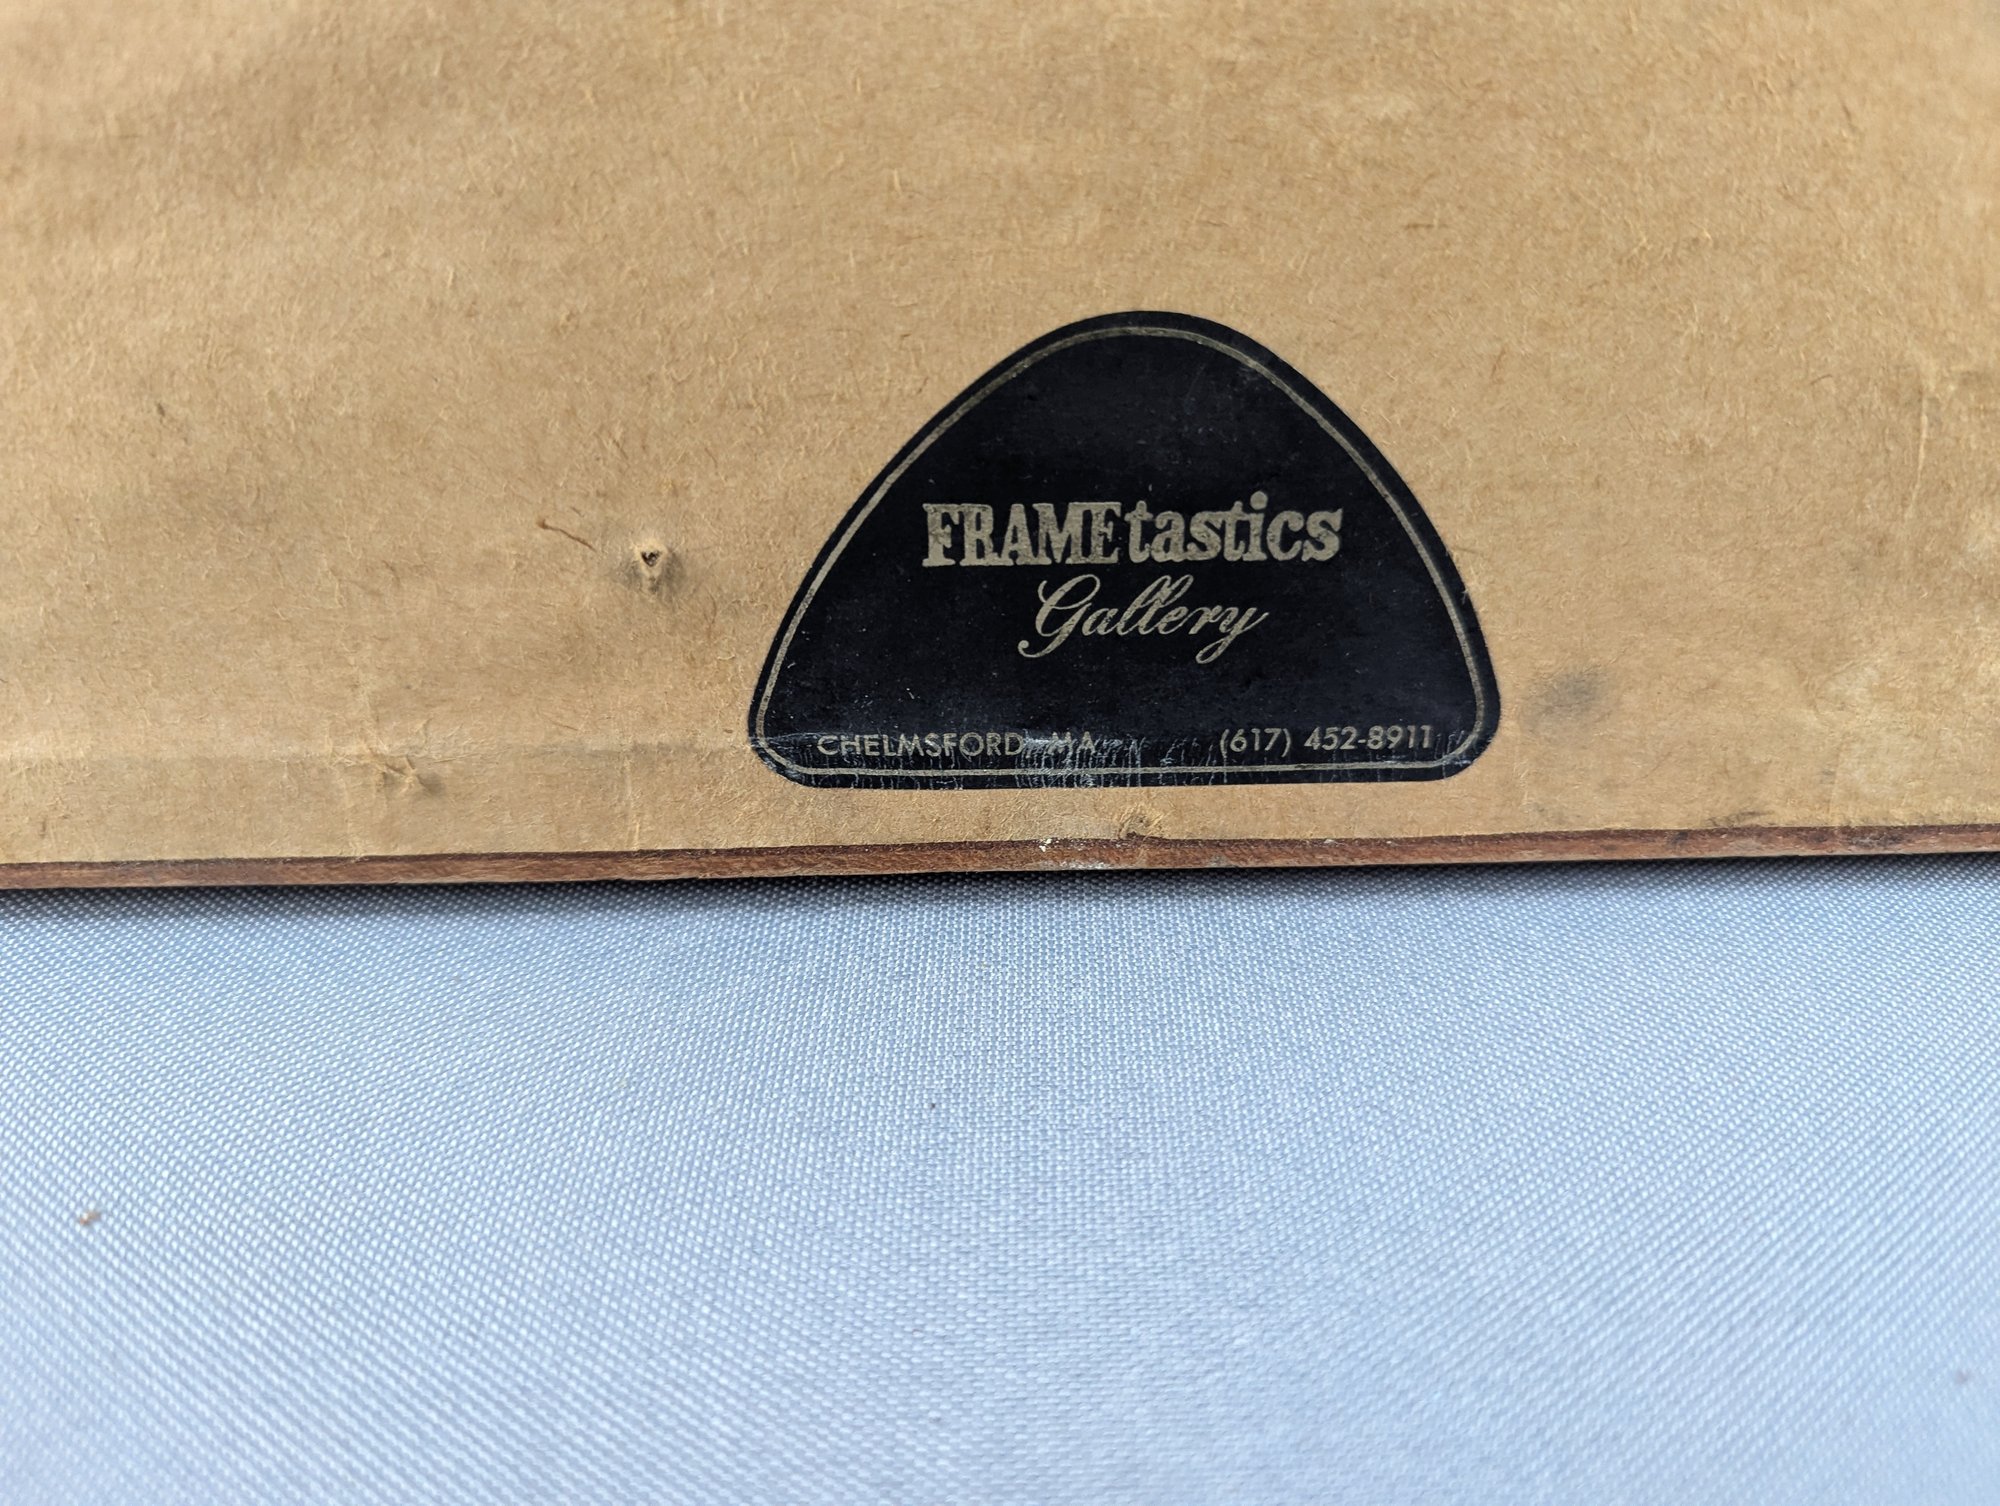 FRAMEtastics
Gallery
CHELMSFORD, MA (617) 452-8911